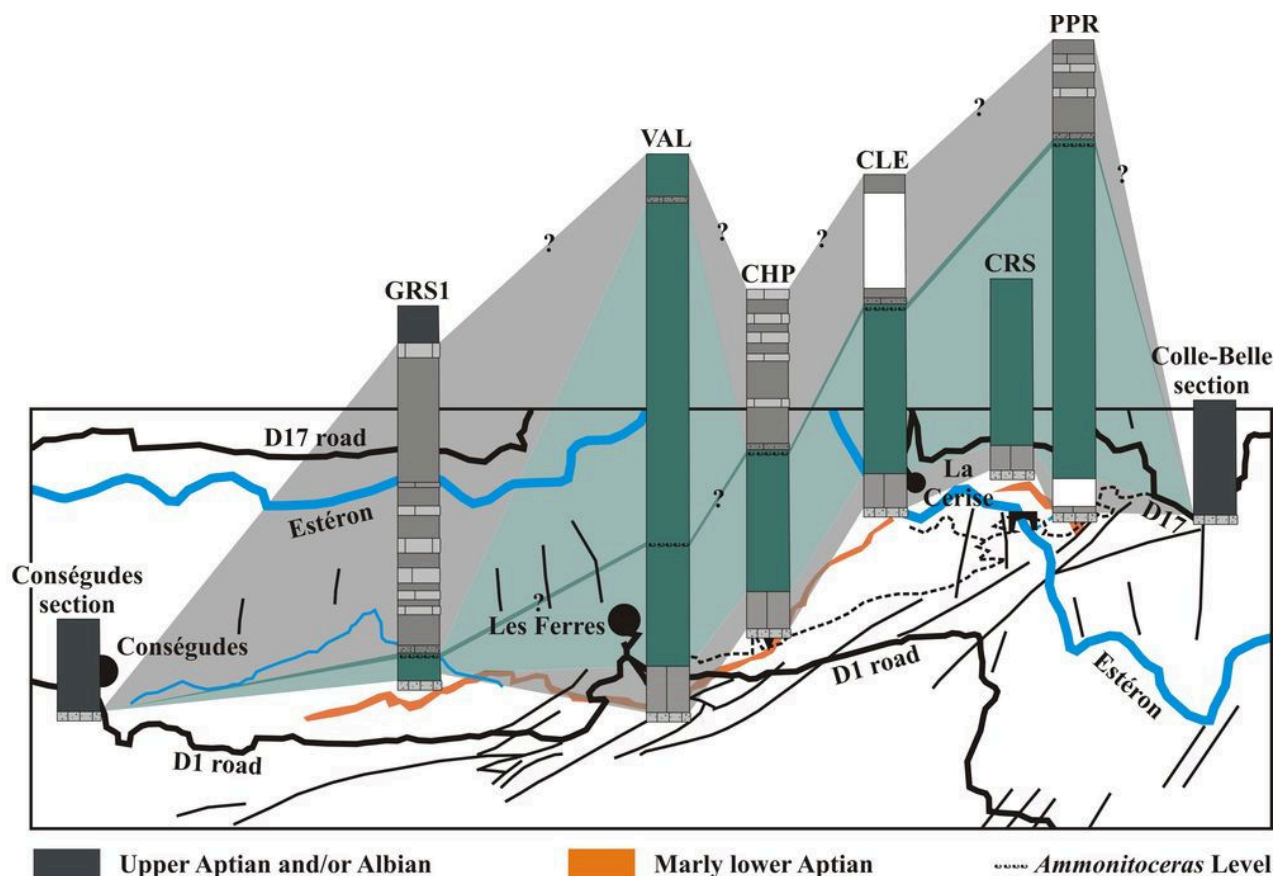 PPR
?
VAL
CLE
?
?
?
?
CHP
CRS
GRS1
Colle-Belle
section
D17 road
La
Cerise
Estéron
?
D17
Conségudes
section
?
Les Ferres
Conségudes
D1 road
Estéron
D1 road
Upper Aptian and/or Albian
Marly lower Aptian
Ammonitoceras Level